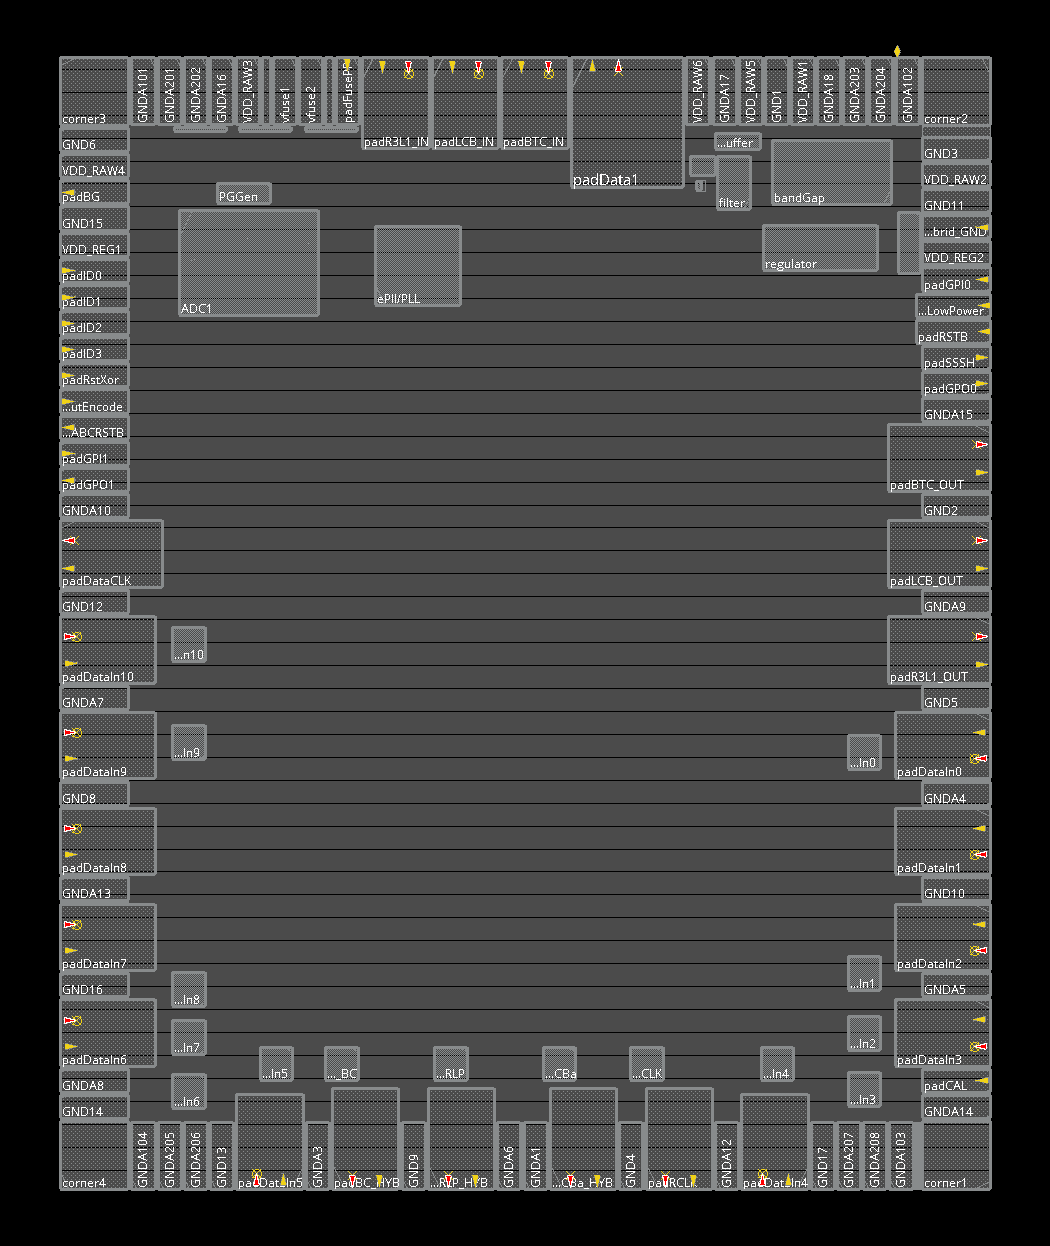 corner3
GNDA101
GNDA201
GNDA202
GNDA16
VDD_RAW3
vfuse1
vfuse2
padFuseP
padR3L1_IN
padLCB_IN
padBTC_IN
padData1
VDD_RAW6
GNDA17
VDD_RAW5
GND1
VDD_RAW1
GNDA18
GNDA203
GNDA204
GNDA102
corner2
GND6
VDD_RAW4
padBG
GND15
VDD_REG1
padID0
padID1
padID2
padID3
padRstXor
...utEncode
...ABCRSTB
padGPI1
padGPO1
GNDA10
padDataCLK
GND12
padDataIn10
GNDA7
padDataIn9
GND8
padDataIn8
GNDA13
padDataIn7
GND16
padDataIn6
GNDA8
GND14
corner4
PGGen
ADC1
ePll/PLL
...uffer
filter
bandGap
regulator
...n10
...In9
...In8
...In7
...In6
...In5
..._BC
...RLP
...CBa
...CLK
...In4
...In0
...In1
...In2
...In3
GND3
VDD_RAW2
GND11
...brid_GND
VDD_REG2
padGPI0
...LowPower
padRSTB
padSSSH
padGPO0
GNDA15
padBTC_OUT
GND2
padLCB_OUT
GNDA9
padR3L1_OUT
GND5
padDataIn0
GNDA4
padDataIn1
GND10
padDataIn2
GNDA5
padDataIn3
padCAL
GNDA14
GNDA104
GNDA205
GNDA206
GND13
padDataIn5
GNDA3
padBC_HYB
GND9
...RLP_HYB
GNDA6
GNDA1
...CBa_HYB
GND4
padRCLK
GNDA12
padDataIn4
GND17
GNDA207
GNDA208
GNDA103
corner1